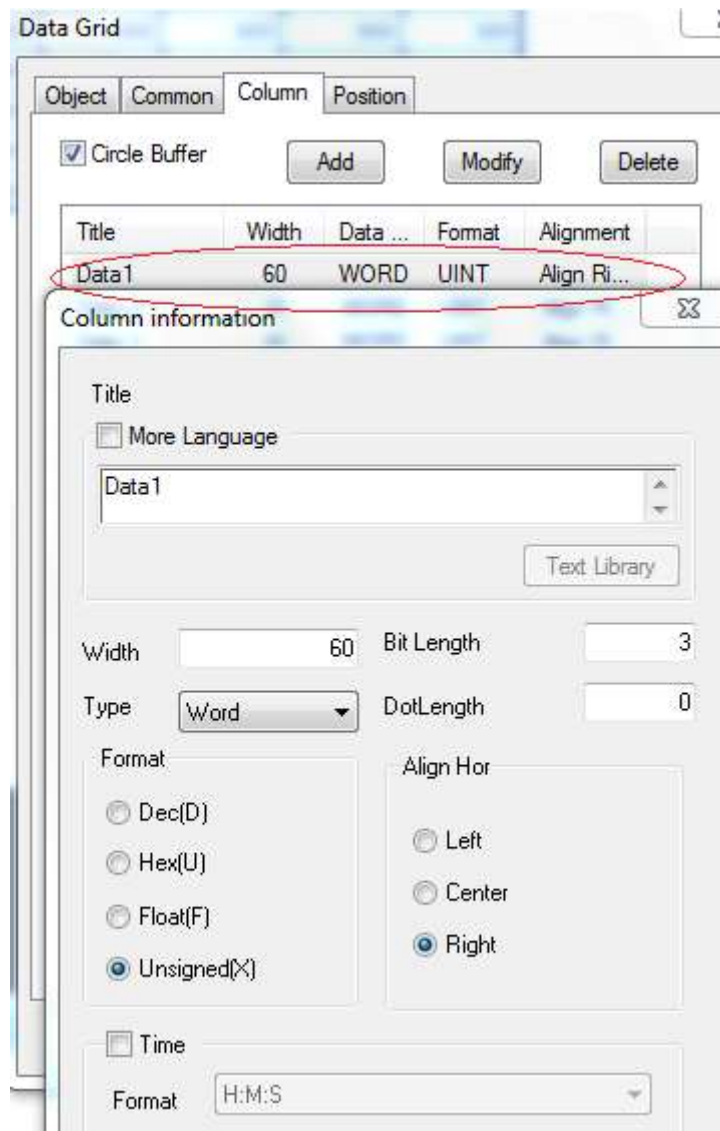 Data Grid
Object Common Column Position
Circle Buffer Add Modify Delete
Title Width Data ... Format Alignment
Data1 60 WORD UINT Align Ri...
Column information
Title
More Language
Data1
Text Library
Width 60 Bit Length 3
Type Word DotLength 0
Format Align Hor
Dec(D)
Left
Hex(U)
Center
Float(F)
Right
Unsigned(X)
Time
Format H:M:S